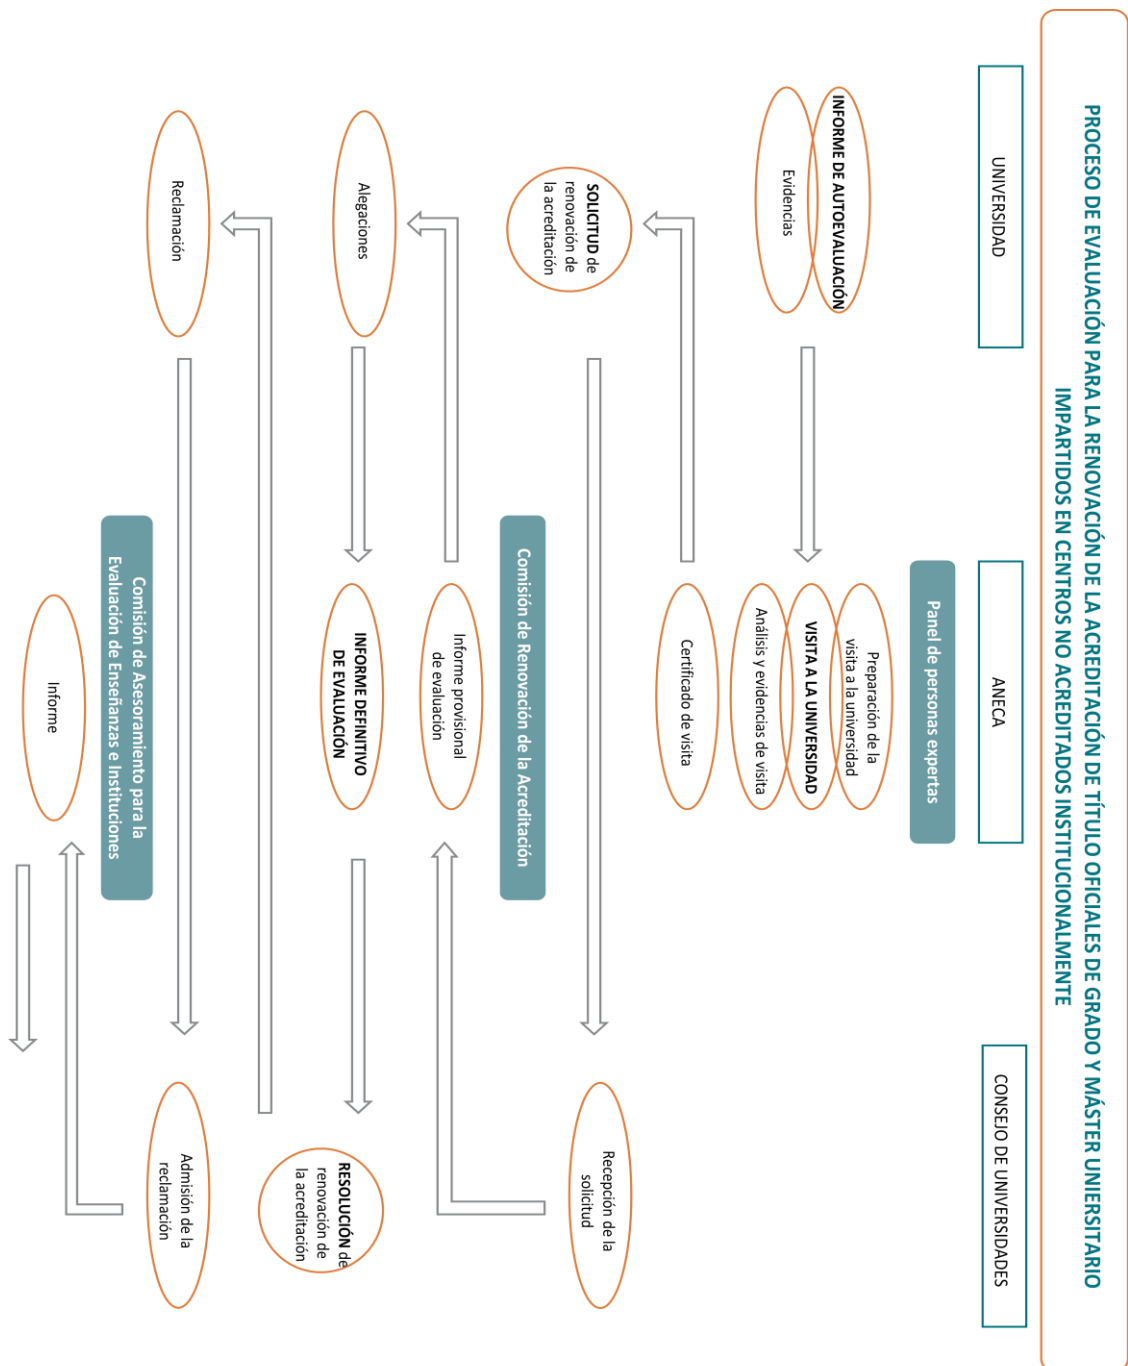 PROCESO DE EVALUACIÓN PARA LA RENOVACIÓN DE LA ACREDITACIÓN DE TÍTULO OFICIALES DE GRADO Y MÁSTER UNIERSITARIO
IMPARTIDOS EN CENTROS NO ACREDITADOS INSTITUCIONALMENTE
UNIVERSIDAD
ANECA
CONSEJO DE UNIVERSIDADES
Panel de personas expertas
INFORME DE AUTOEVALUACIÓN
Evidencias
Preparación de la
visita a la universidad
VISITA A LA UNIVERSIDAD
Análisis y evidencias de visita
Certificado de visita
SOLICITUD de
renovación de
la acreditación
Recepción de la
solicitud
Comisión de Renovación de la Acreditación
Informe provisional
de evaluación
Alegaciones
INFORME DEFINITIVO
DE EVALUACIÓN
RESOLUCIÓN de
renovación de
la acreditación
Reclamación
Admisión de la
reclamación
Comisión de Asesoramiento para la
Evaluación de Enseñanzas e Instituciones
Informe